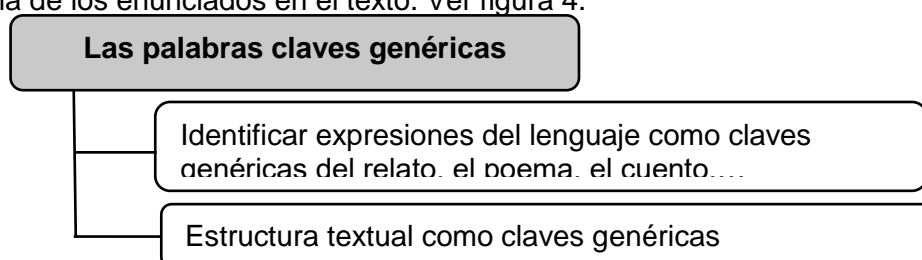 de los enunciados en el texto. Ver figura 4.
Las palabras claves genéricas
Identificar expresiones del lenguaje como claves
genéricas del relato, el poema, el cuento,…
Estructura textual como claves genéricas